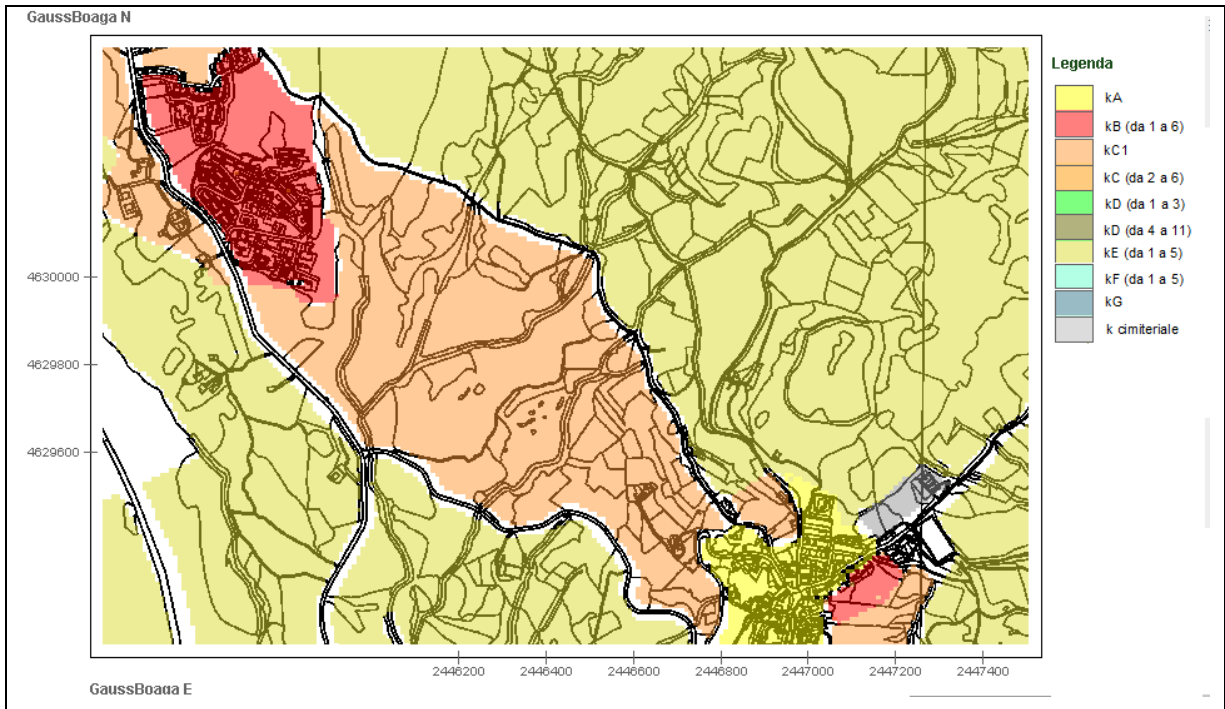 GaussBoaga N
Legenda
kA
kB (da 1 a 6)
kC1
kC (da 2 a 6)
kD (da 1 a 3)
kD (da 4 a 11)
kE (da 1 a 5)
kF (da 1 a 5)
kG
k cimiteriale
4630000
4629800
4629600
2446200 2446400 2446600 2446800 2447000 2447200 2447400
GaussBoaga E